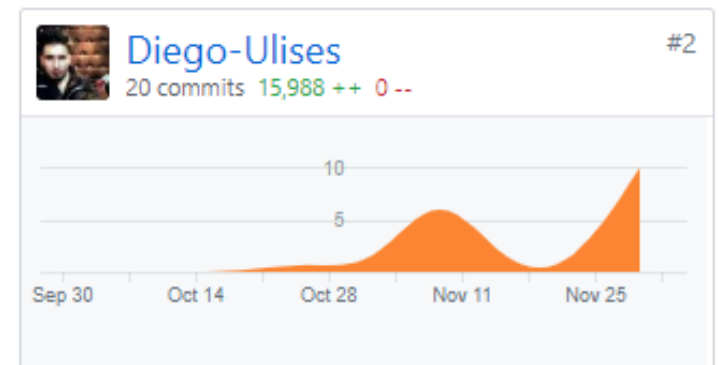 Diego-Ulises #2
20 commits 15,988 ++ 0 --
10
5
Sep 30 Oct 14 Oct 28 Nov 11 Nov 25